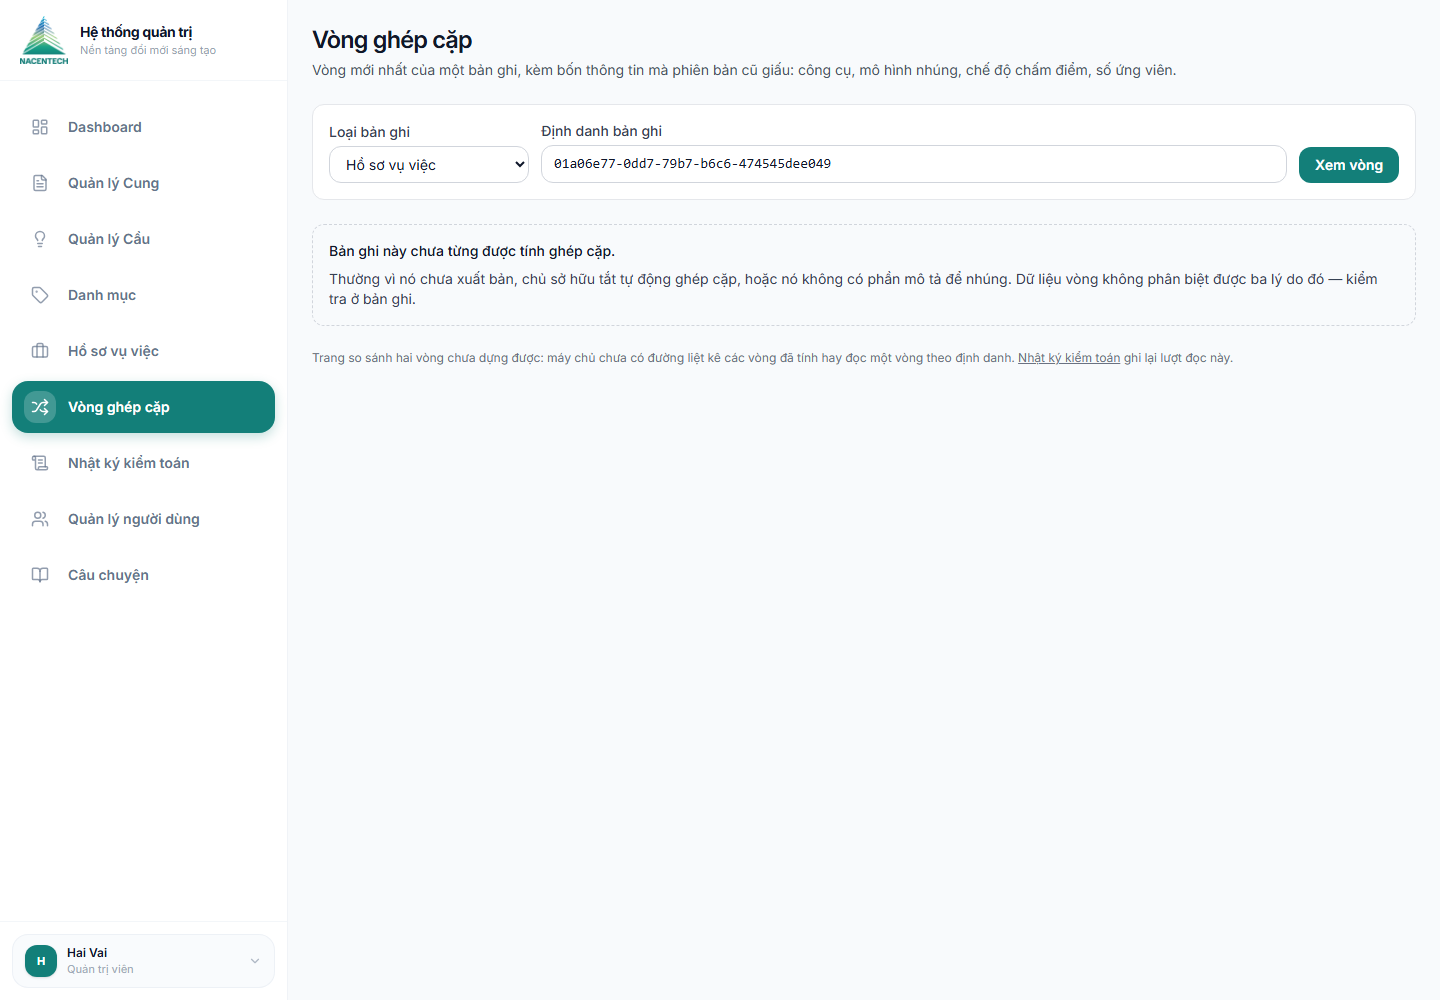 NACENTECH
Hệ thống quản trị
Nền tảng đổi mới sáng tạo
Dashboard
Quản lý Cung
Quản lý Cầu
Danh mục
Hồ sơ vụ việc
Vòng ghép cặp
Nhật ký kiểm toán
Quản lý người dùng
Câu chuyện
H
Hai Vai
Quản trị viên
Vòng ghép cặp
Vòng mới nhất của một bản ghi, kèm bốn thông tin mà phiên bản cũ giấu: công cụ, mô hình nhúng, chế độ chấm điểm, số ứng viên.
Loại bản ghi
Định danh bản ghi
Hồ sơ vụ việc
01a06e77-0dd7-79b7-b6c6-474545dee049
Xem vòng
Bản ghi này chưa từng được tính ghép cặp.
Thường vì nó chưa xuất bản, chủ sở hữu tắt tự động ghép cặp, hoặc nó không có phần mô tả để nhúng. Dữ liệu vòng không phân biệt được ba lý do đó — kiểm
tra ở bản ghi.
Trang so sánh hai vòng chưa dựng được: máy chủ chưa có đường liệt kê các vòng đã tính hay đọc một vòng theo định danh. Nhật ký kiểm toán ghi lại lượt đọc này.